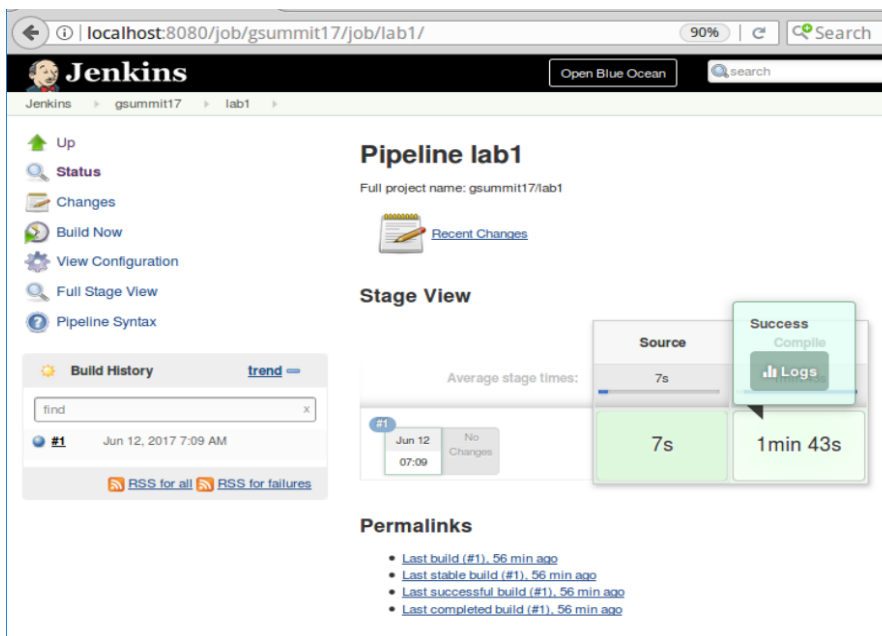 localhost:8080/job/gsummit17/job/lab1/ 90% Search
Jenkins Open Blue Ocean search
Jenkins gsummit17 lab1
Up
Status
Changes
Build Now
View Configuration
Full Stage View
Pipeline Syntax
Build History trend
find x
#1 Jun 12, 2017 7:09 AM
RSS for all RSS for failures
Pipeline lab1
Full project name: gsummit17/lab1
Recent Changes
Stage View
Success
Source Compile
Logs
Average stage times: 7s
#1
Jun 12 No
Changes
07:09
7s 1min 43s
Permalinks
Last build (#1), 56 min ago
Last stable build (#1), 56 min ago
Last successful build (#1), 56 min ago
Last completed build (#1), 56 min ago